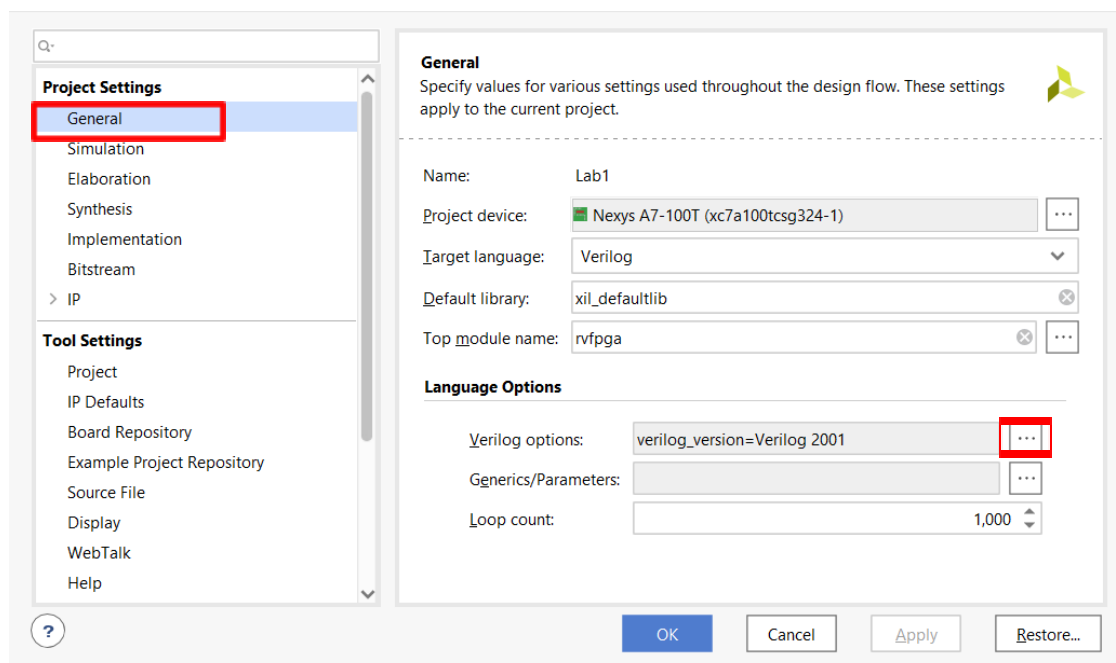 Project Settings
General
Simulation
Elaboration
Synthesis
Implementation
Bitstream
IP
Tool Settings
Project
IP Defaults
Board Repository
Example Project Repository
Source File
Display
WebTalk
Help
General
Specify values for various settings used throughout the design flow. These settings
apply to the current project.
Name: Lab1
Project device: Nexys A7-100T (xc7a100tcsg324-1) ...
Target language: Verilog
Default library: xil_defaultlib
Top module name: rvfpga ...
Language Options
Verilog options: verilog_version=Verilog 2001 ...
Generics/Parameters: ...
Loop count: 1,000
? OK Cancel Apply Restore...